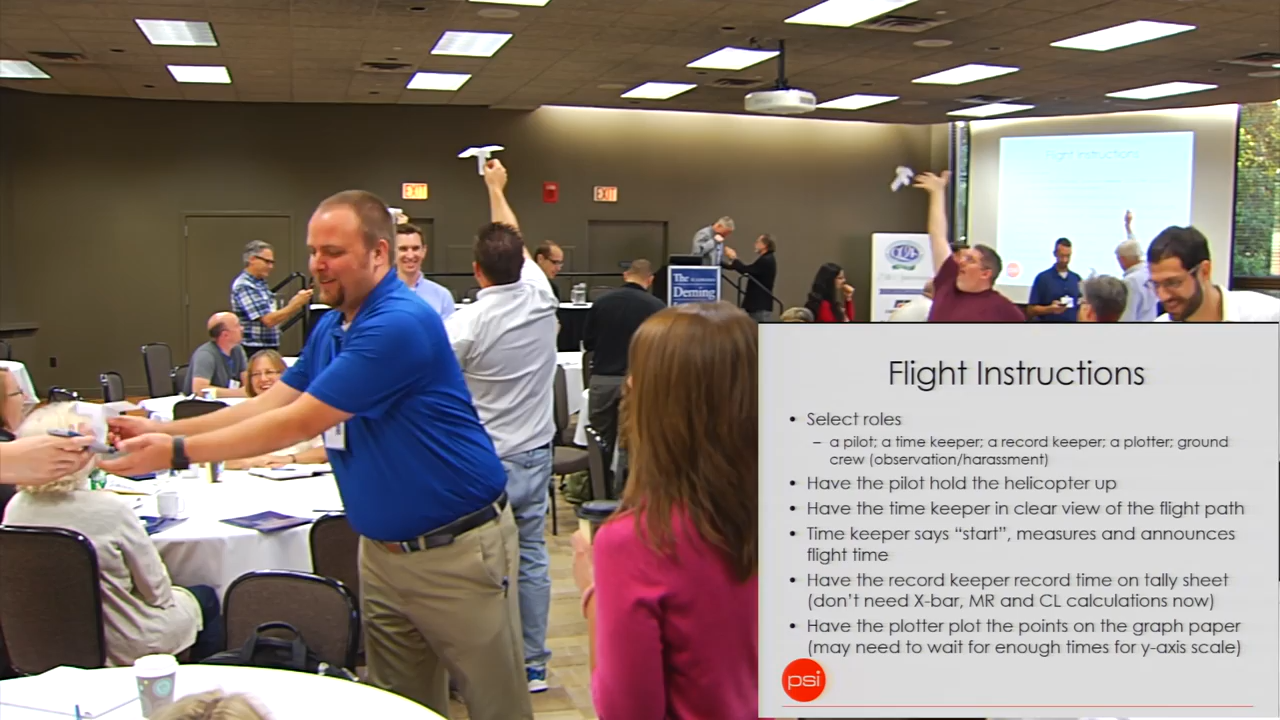 EXIT
EXIT
Flight Instructions
The
Deming
Flight Instructions
• Select roles
– a pilot; a time keeper; a record keeper; a plotter; ground
crew (observation/harassment)
• Have the pilot hold the helicopter up
• Have the time keeper in clear view of the flight path
• Time keeper says “start”, measures and announces
flight time
• Have the record keeper record time on tally sheet
(don’t need X-bar, MR and CL calculations now)
• Have the plotter plot the points on the graph paper
(may need to wait for enough times for y-axis scale)
psi